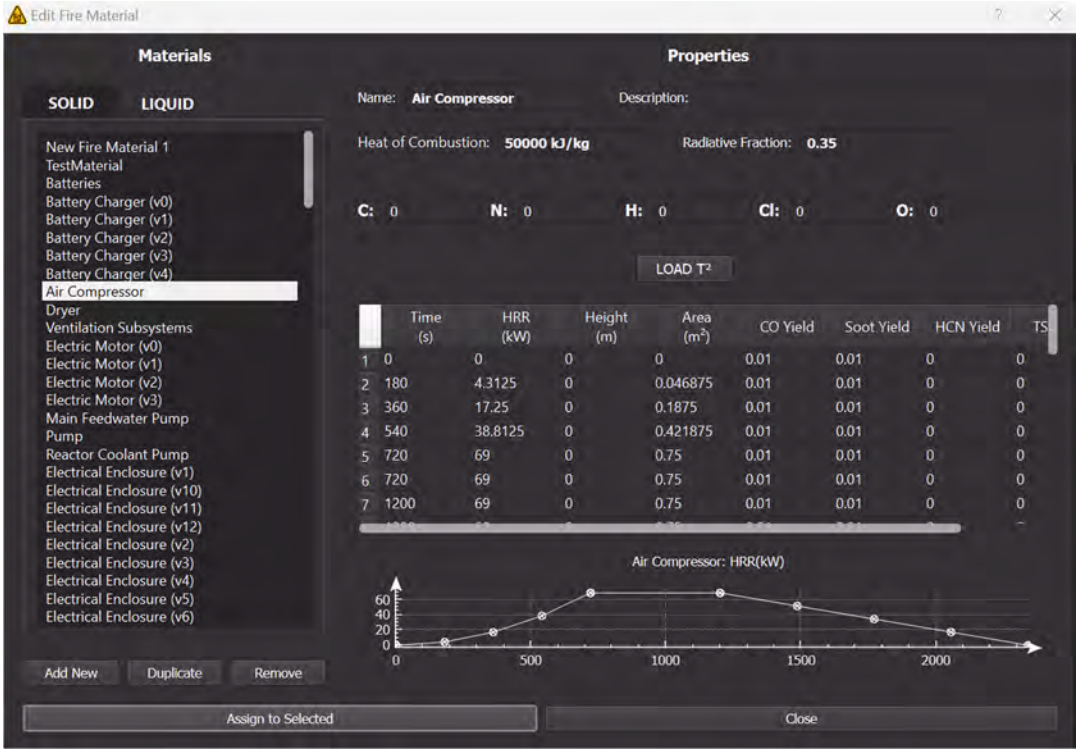 Edit Fire Material
?
Materials
SOLID LIQUID
New Fire Material 1
TestMaterial
Batteries
Battery Charger (v0)
Battery Charger (v1)
Battery Charger (v2)
Battery Charger (v3)
Battery Charger (v4)
Air Compressor
Dryer
Ventilation Subsystems
Electric Motor (v0)
Electric Motor (v1)
Electric Motor (v2)
Electric Motor (v3)
Main Feedwater Pump
Pump
Reactor Coolant Pump
Electrical Enclosure (v1)
Electrical Enclosure (v10)
Electrical Enclosure (v11)
Electrical Enclosure (v12)
Electrical Enclosure (v2)
Electrical Enclosure (v3)
Electrical Enclosure (v4)
Electrical Enclosure (v5)
Electrical Enclosure (v6)
Add New Duplicate Remove
Properties
Name: Air Compressor Description:
Heat of Combustion: 50000 kJ/kg Radiative Fraction: 0.35
C: 0 N: 0 H: 0 Cl: 0 O: 0
LOAD T²
Time (s) HRR (kW) Height (m) Area (m²) CO Yield Soot Yield HCN Yield TS
1 0 0 0 0 0.01 0.01 0 0
2 180 4.3125 0 0.046875 0.01 0.01 0 0
3 360 17.25 0 0.1875 0.01 0.01 0 0
4 540 38.8125 0 0.421875 0.01 0.01 0 0
5 720 69 0 0.75 0.01 0.01 0 0
6 720 69 0 0.75 0.01 0.01 0 0
7 1200 69 0 0.75 0.01 0.01 0 0
Air Compressor: HRR(kW)
60
40
20
0
0 500 1000 1500 2000
Assign to Selected Close